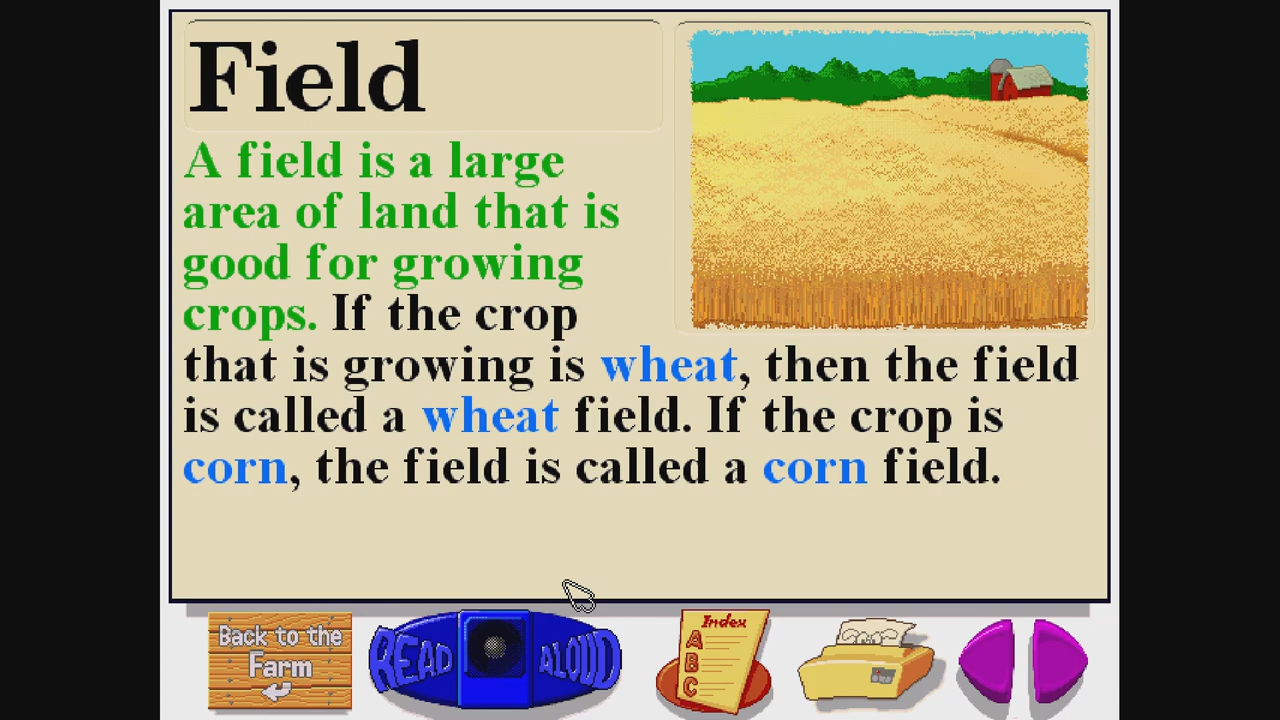 Field
A field is a large
area of land that is
good for growing
crops. If the crop
that is growing is wheat, then the field
is called a wheat field. If the crop is
corn, the field is called a corn field.
Back to the
Farm
READ ALOUD
Index
A
B
C